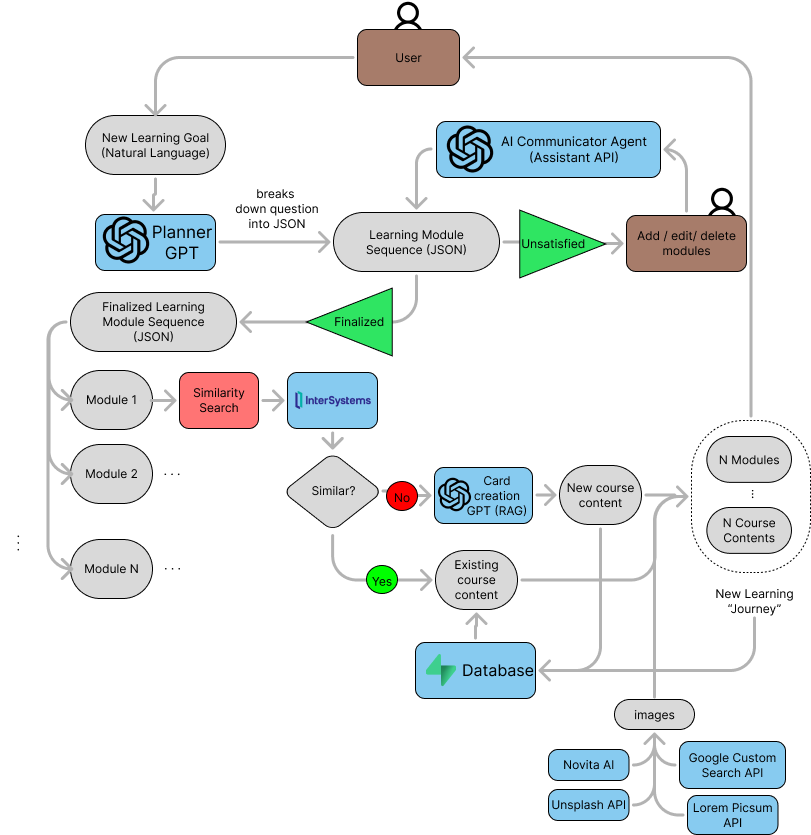 User
New Learning Goal
(Natural Language)
AI Communicator Agent
(Assistant API)
breaks
down question
into JSON
Planner
GPT
Learning Module
Sequence (JSON)
Unsatisfied
Add / edit/ delete
modules
Finalized Learning
Module Sequence
(JSON)
Finalized
Module 1
Similarity
Search
InterSystems
Module 2
...
Similar?
No
Card
creation
GPT (RAG)
New course
content
N Modules
...
N Course
Contents
...
Module N
...
Yes
Existing
course
content
New Learning
“Journey”
Database
images
Novita AI
Google Custom
Search API
Unsplash API
Lorem Picsum
API